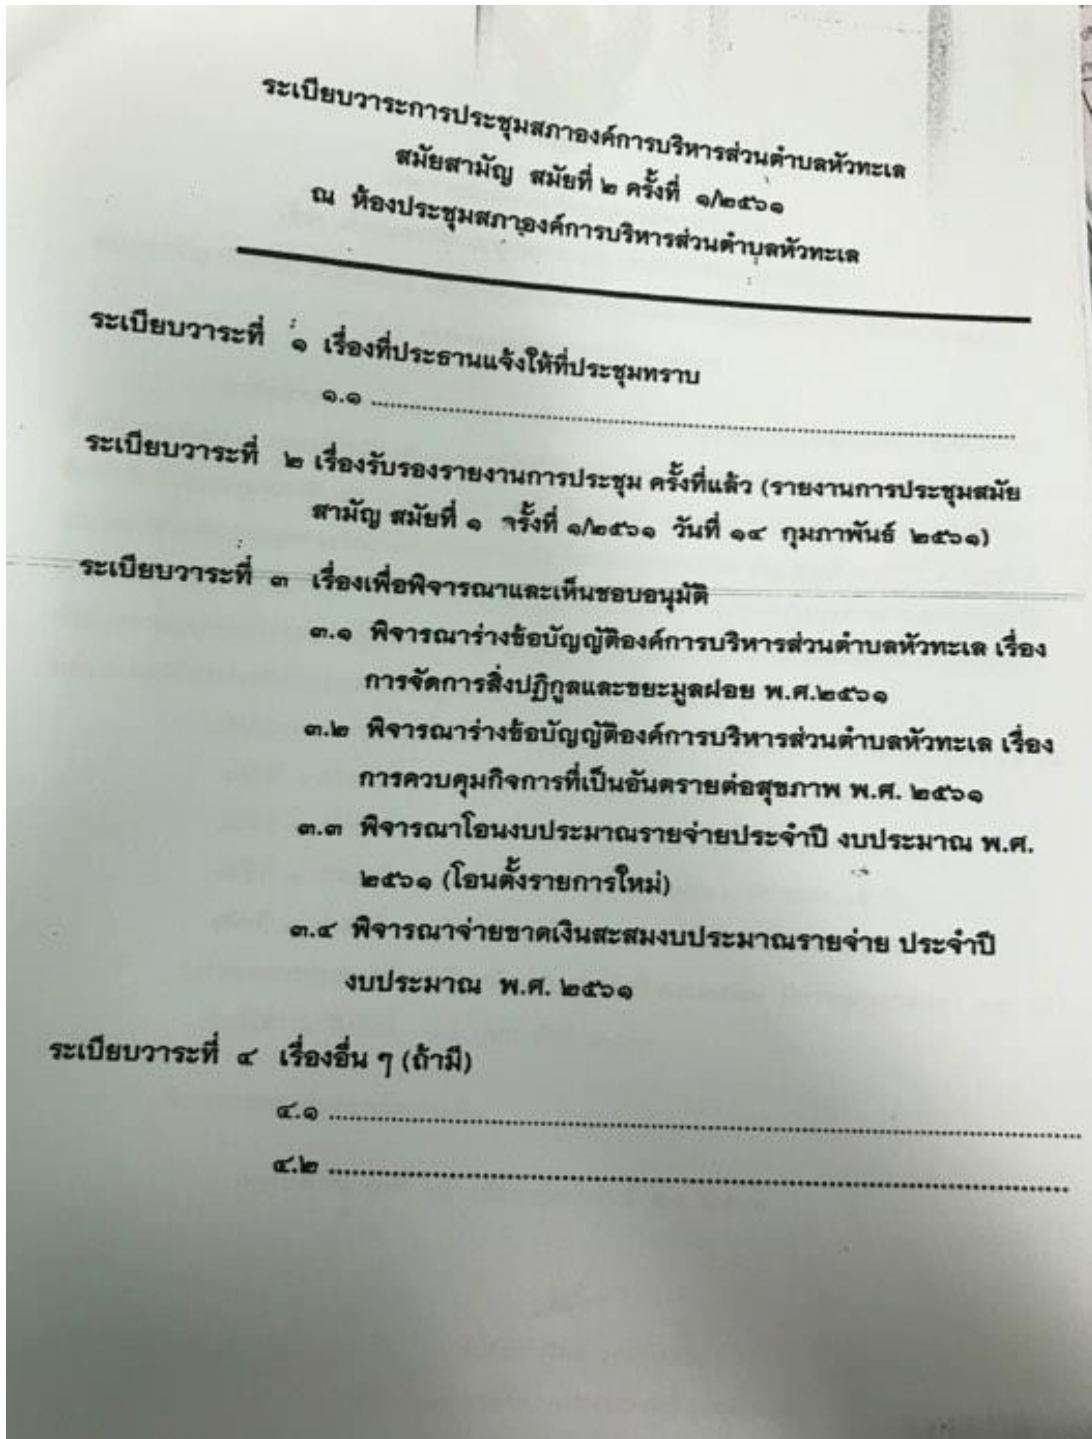 ระเบียบวาระการประชุมสภาองค์การบริหารส่วนตำบลหัวทะเล
สมัยสามัญ สมัยที่ ๒ ครั้งที่ ๑/๒๕๖๑
ณ ห้องประชุมสภาองค์การบริหารส่วนตำบลหัวทะเล
ระเบียบวาระที่ ๑ เรื่องที่ประธานแจ้งให้ที่ประชุมทราบ
๑.๑ ........................................................................
ระเบียบวาระที่ ๒ เรื่องรับรองรายงานการประชุม ครั้งที่แล้ว (รายงานการประชุมสมัย
สามัญ สมัยที่ ๑ ครั้งที่ ๑/๒๕๖๑ วันที่ ๑๔ กุมภาพันธ์ ๒๕๖๑)
ระเบียบวาระที่ ๓ เรื่องเพื่อพิจารณาและเห็นชอบอนุมัติ
๓.๑ พิจารณาร่างข้อบัญญัติองค์การบริหารส่วนตำบลหัวทะเล เรื่อง
การจัดการสิ่งปฏิกูลและขยะมูลฝอย พ.ศ.๒๕๖๑
๓.๒ พิจารณาร่างข้อบัญญัติองค์การบริหารส่วนตำบลหัวทะเล เรื่อง
การควบคุมกิจการที่เป็นอันตรายต่อสุขภาพ พ.ศ. ๒๕๖๑
๓.๓ พิจารณาโอนงบประมาณรายจ่ายประจำปี งบประมาณ พ.ศ.
๒๕๖๑ (โอนตั้งรายการใหม่)
๓.๔ พิจารณาจ่ายขาดเงินสะสมงบประมาณรายจ่าย ประจำปี
งบประมาณ พ.ศ. ๒๕๖๑
ระเบียบวาระที่ ๔ เรื่องอื่น ๆ (ถ้ามี)
๔.๑ ........................................................................
๔.๒ ........................................................................